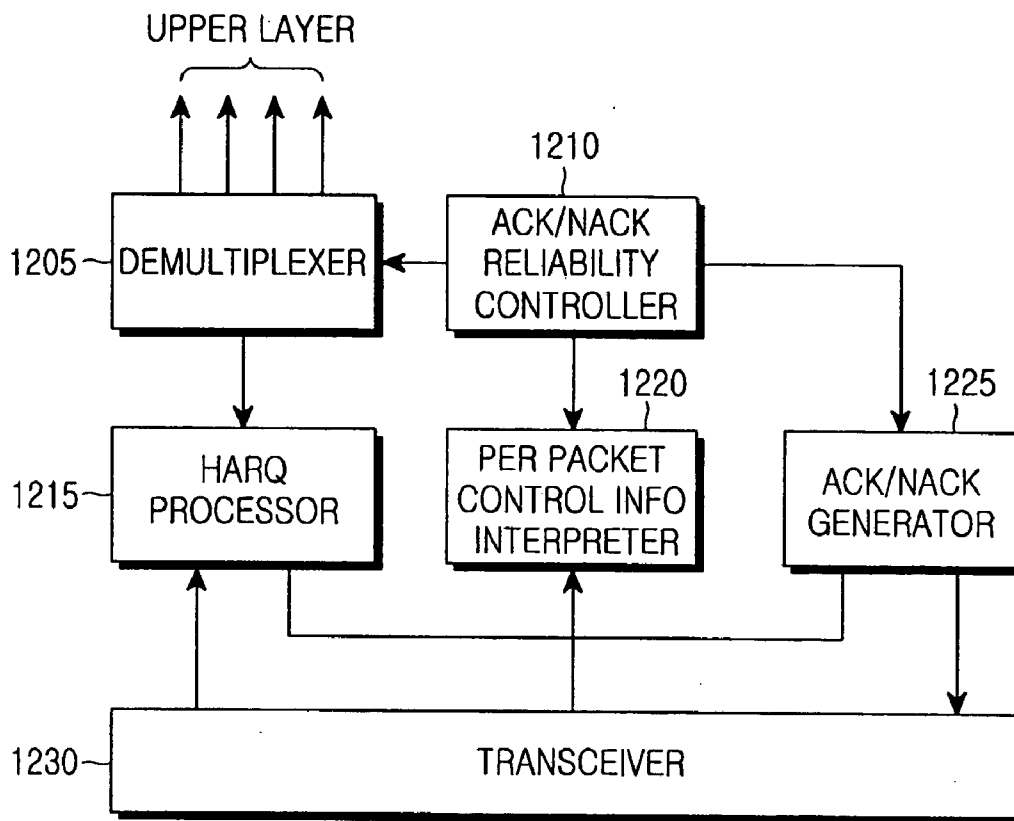 UPPER LAYER
1210
1205
DEMULTIPLEXER
ACK/NACK
RELIABILITY
CONTROLLER
1220
1225
1215
HARQ
PROCESSOR
PER PACKET
CONTROL INFO
INTERPRETER
ACK/NACK
GENERATOR
1230
TRANSCEIVER